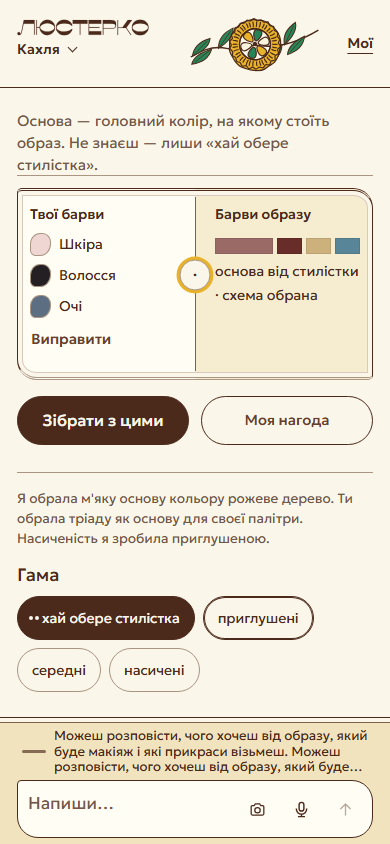 ЛЮСТЕРКО
Кахля
Мої
Основа — головний колір, на якому стоїть
образ. Не знаєш — лиши «хай обере
стилістка».
Твої барви
Шкіра
Волосся
Очі
Виправити
Барви образу
основа від стилістки
· схема обрана
Зібрати з цими
Моя нагода
Я обрала м'яку основу кольору рожеве дерево. Ти
обрала тріаду як основу для своєї палітри.
Насиченість я зробила приглушеною.
Гама
•• хай обере стилістка
приглушені
середні
насичені
Можеш розповісти, чого хочеш від образу, який
буде макіяж і які прикраси візьмеш. Можеш
розповісти, чого хочеш від образу, який буде…
Напиши…